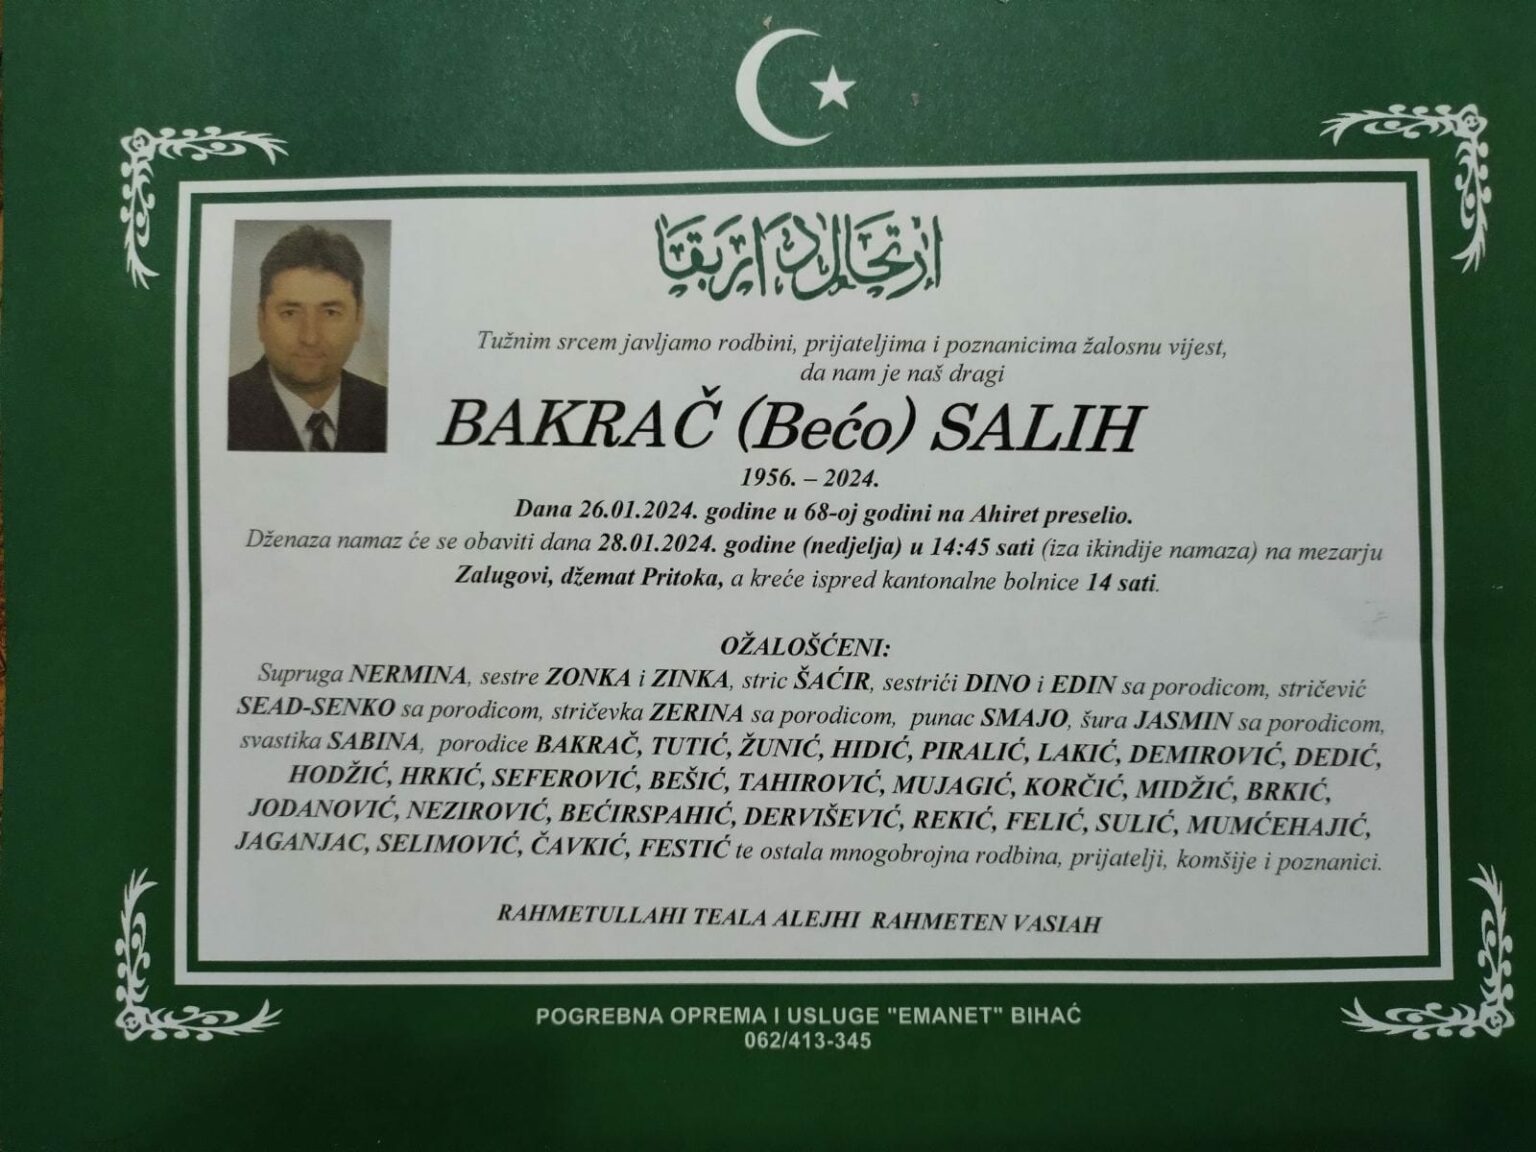 ارتحال دار بقا
Tužnim srcem javljamo rodbini, prijateljima i poznanicima žalosnu vijest,
da nam je naš dragi
BAKRAČ (Bećo) SALIH
1956. – 2024.
Dana 26.01.2024. godine u 68-oj godini na Ahiret preselio.
Dženaza namaz će se obaviti dana 28.01.2024. godine (nedjelja) u 14:45 sati (iza ikindije namaza) na mezarju
Zalugovi, džemat Pritoka, a kreće ispred kantonalne bolnice 14 sati.
OŽALOŠĆENI:
Supruga NERMINA, sestre ZONKA i ZINKA, stric ŠAĆIR, sestrići DINO i EDIN sa porodicom, stričević
SEAD-SENKO sa porodicom, stričevka ZERINA sa porodicom, punac SMAJO, šura JASMIN sa porodicom,
svastika SABINA, porodice BAKRAČ, TUTIĆ, ŽUNIĆ, HIDIĆ, PIRALIĆ, LAKIĆ, DEMIROVIĆ, DEDIĆ,
HODŽIĆ, HRKIĆ, SEFEROVIĆ, BEŠIĆ, TAHIROVIĆ, MUJAGIĆ, KORČIĆ, MIDŽIĆ, BRKIĆ,
JODANOVIĆ, NEZIROVIĆ, BEĆIRSPAHIĆ, DERVIŠEVIĆ, REKIĆ, FELIĆ, SULIĆ, MUMĆEHAJIĆ,
JAGANJAC, SELIMOVIĆ, ČAVKIĆ, FESTIĆ te ostala mnogobrojna rodbina, prijatelji, komšije i poznanici.
RAHMETULLAHI TEALA ALEJHI RAHMETEN VASIAH
POGREBNA OPREMA I USLUGE "EMANET" BIHAĆ
062/413-345